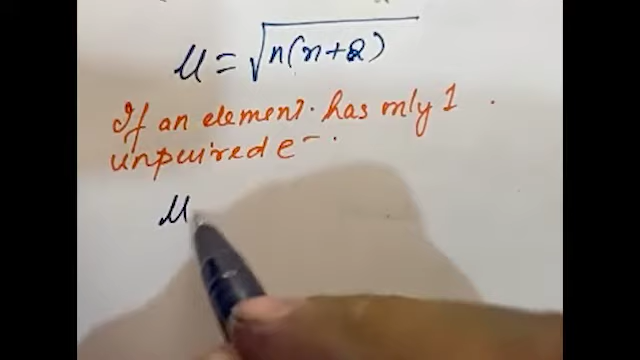 μ = √n(n+2)
If an element. has only 1 .
unpaired e⁻ .
μ